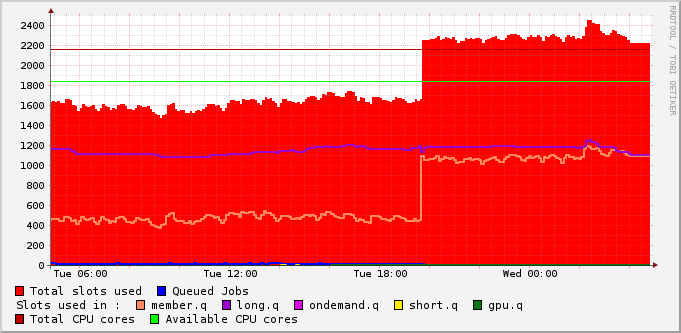 RRDTOOL / TOBI OETIKER
2400
2200
2000
1800
1600
1400
1200
1000
800
600
400
200
0
Tue 06:00 Tue 12:00 Tue 18:00 Wed 00:00
Total slots used Queued Jobs
Slots used in : member.q long.q ondemand.q short.q gpu.q
Total CPU cores Available CPU cores